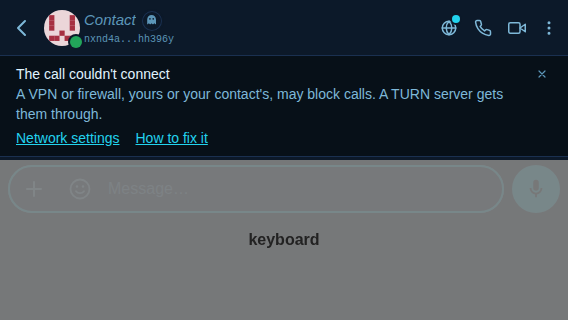 Contact
nxnd4a...hh396y
The call couldn't connect
A VPN or firewall, yours or your contact's, may block calls. A TURN server gets
them through.
Network settings How to fix it
Message...
keyboard